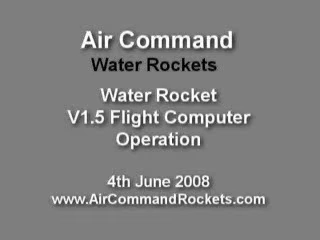 Air Command
Water Rockets
Water Rocket
V1.5 Flight Computer
Operation
4th June 2008
www.AirCommandRockets.com